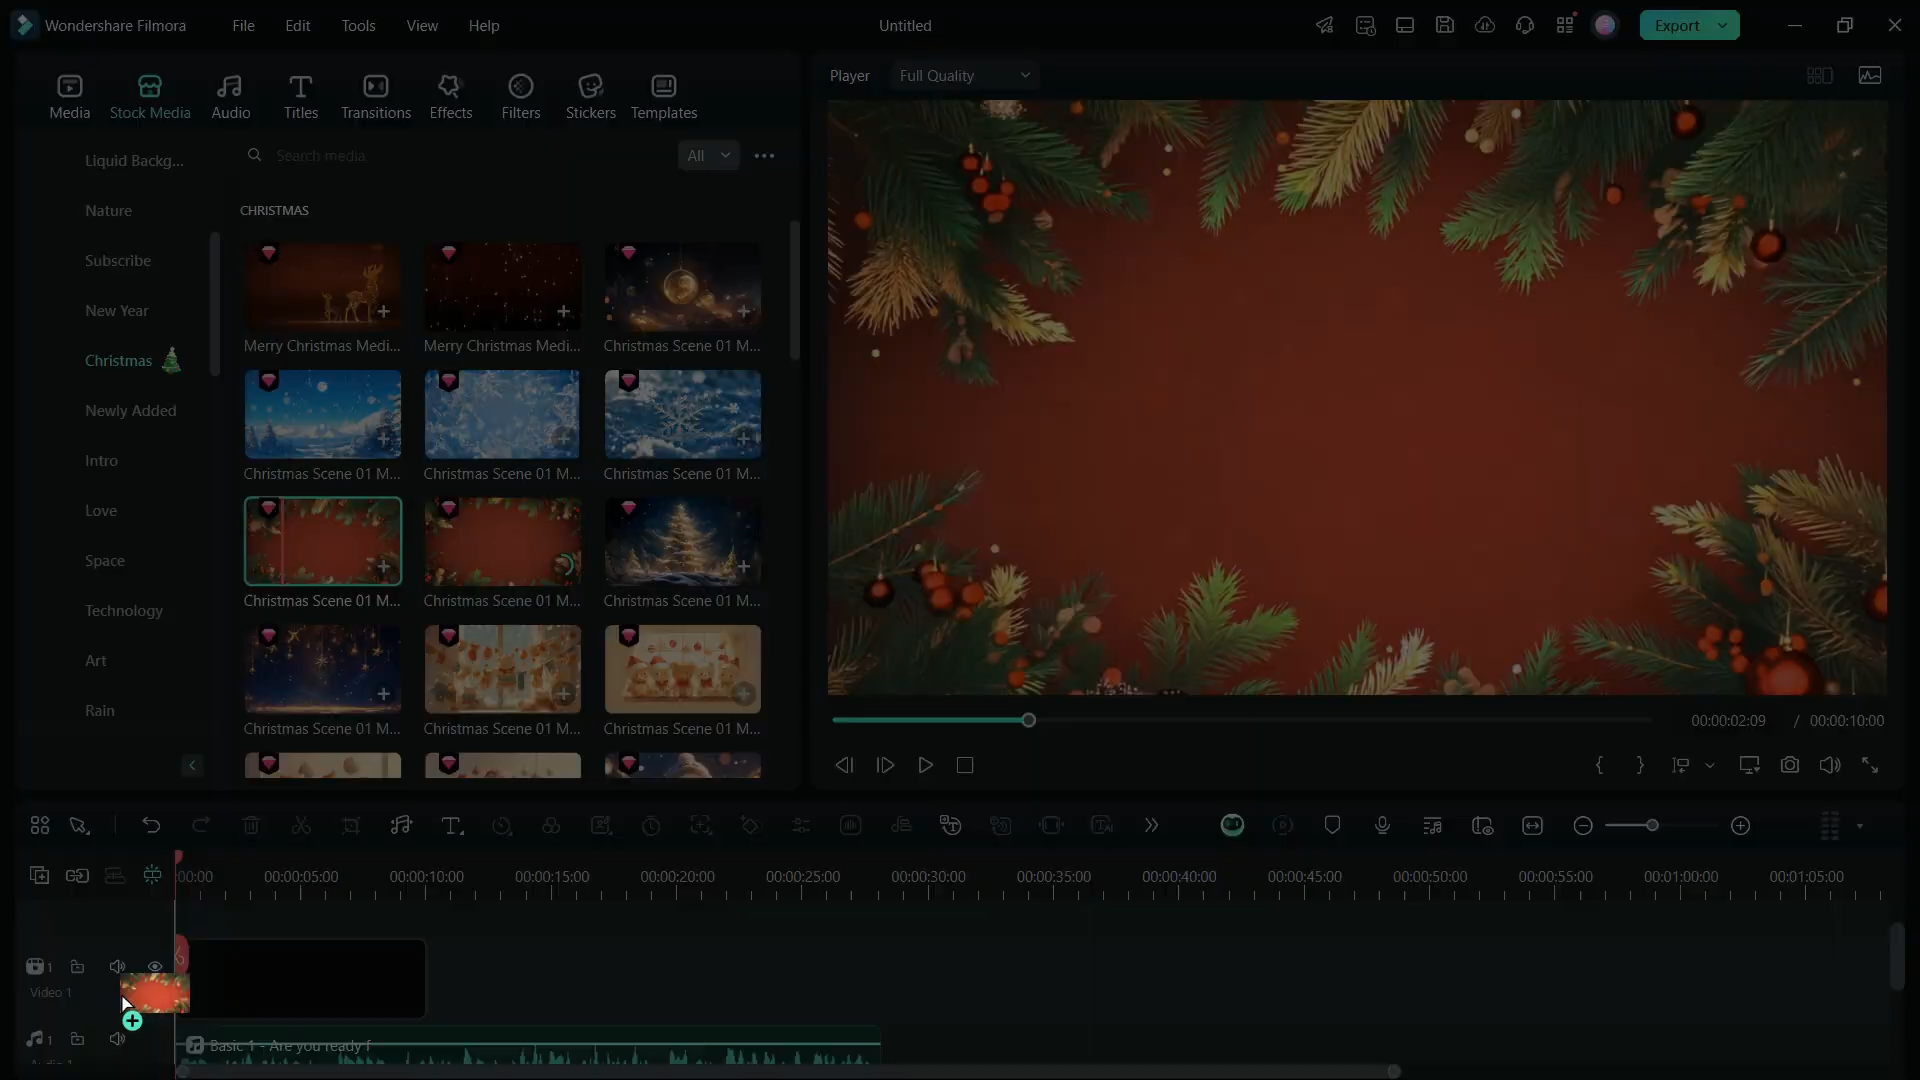 Wondershare Filmora
File
Edit
Tools
View
Help
Untitled
Export
Media
Stock Media
Audio
Titles
Transitions
Effects
Filters
Stickers
Templates
Player
Full Quality
Liquid Backg...
Nature
Subscribe
New Year
Christmas
Newly Added
Intro
Love
Space
Technology
Art
Rain
Search media
All
CHRISTMAS
Merry Christmas Medi...
Merry Christmas Medi...
Christmas Scene 01 M...
Christmas Scene 01 M...
Christmas Scene 01 M...
Christmas Scene 01 M...
Christmas Scene 01 M...
Christmas Scene 01 M...
Christmas Scene 01 M...
Christmas Scene 01 M...
Christmas Scene 01 M...
Christmas Scene 01 M...
00:00:02:09 / 00:00:10:00
:00:00
00:00:05:00
00:00:10:00
00:00:15:00
00:00:20:00
00:00:25:00
00:00:30:00
00:00:35:00
00:00:40:00
00:00:45:00
00:00:50:00
00:00:55:00
00:01:00:00
00:01:05:00
1
Video 1
1
Basic 1 - Are you ready f